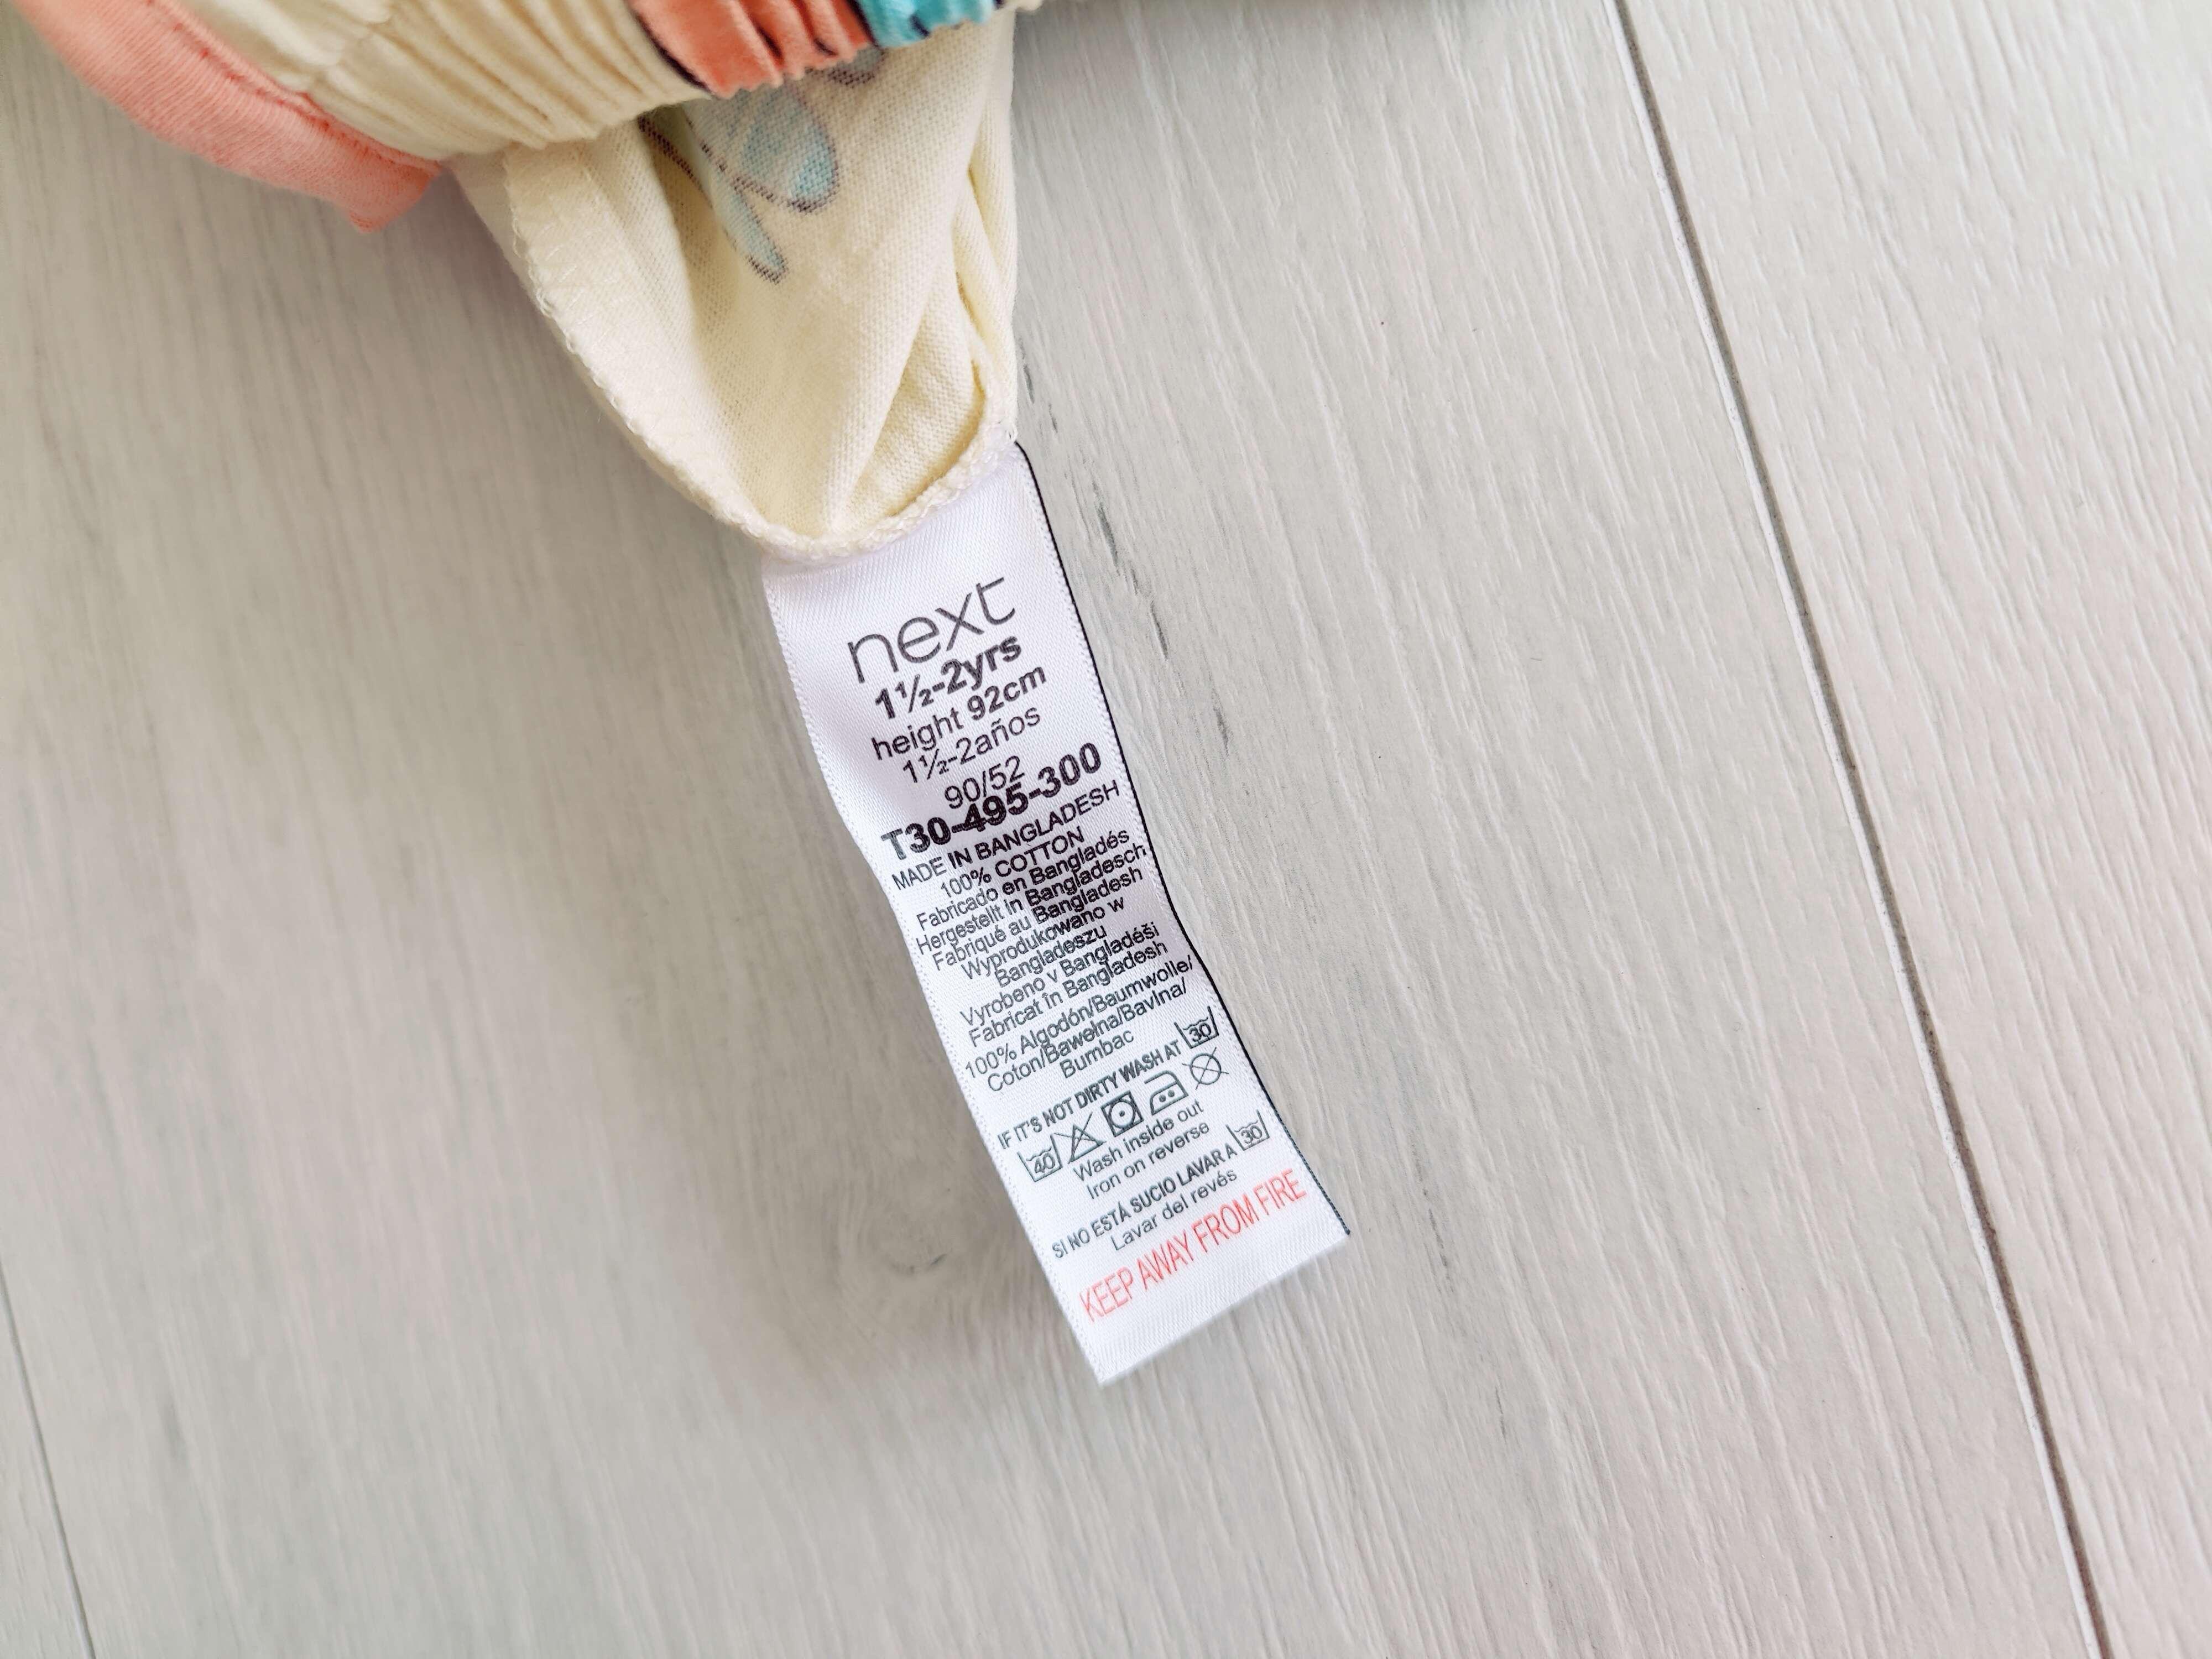 next
1½-2yrs
height 92cm
1½-2años
90/52
T30-495-300
MADE IN BANGLADESH
100% COTTON
Fabricado en Bangladés
Hergestellt in Bangladesch
Fabriqué au Bangladesh
Wyprodukowano w
Bangladeszu
Vyrobeno v Bangladéši
Fabricat în Bangladesh
100% Algodón/Baumwolle/
Coton/Bawełna/Bavlna/
Bumbac
IF IT'S NOT DIRTY WASH AT 30
40
Wash inside out
Iron on reverse
SI NO ESTÁ SUCIO LAVAR A 30
Lavar del revés
KEEP AWAY FROM FIRE